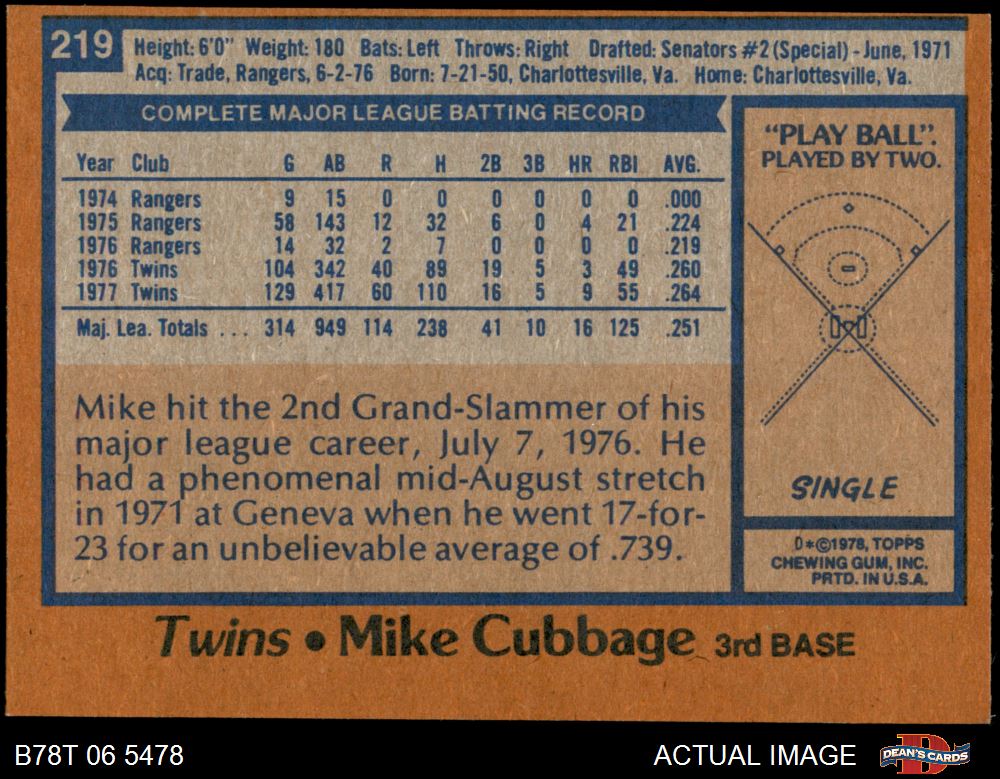 219
Height: 6'0" Weight: 180 Bats: Left Throws: Right Drafted: Senators #2 (Special) - June, 1971
Acq: Trade, Rangers, 6-2-76 Born: 7-21-50, Charlottesville, Va. Home: Charlottesville, Va.
COMPLETE MAJOR LEAGUE BATTING RECORD
Year Club G AB R H 2B 3B HR RBI AVG.
1974 Rangers 9 15 0 0 0 0 0 0 .000
1975 Rangers 58 143 12 32 6 0 4 21 .224
1976 Rangers 14 32 2 7 0 0 0 0 .219
1976 Twins 104 342 40 89 19 5 3 49 .260
1977 Twins 129 417 60 110 16 5 9 55 .264
Maj. Lea. Totals ... 314 949 114 238 41 10 16 125 .251
Mike hit the 2nd Grand-Slammer of his
major league career, July 7, 1976. He
had a phenomenal mid-August stretch
in 1971 at Geneva when he went 17-for-
23 for an unbelievable average of .739.
"PLAY BALL".
PLAYED BY TWO.
SINGLE
D*©1978, TOPPS
CHEWING GUM, INC.
PRTD. IN U.S.A.
Twins • Mike Cubbage 3rd BASE
B78T 06 5478
ACTUAL IMAGE
D
DEAN'S CARDS